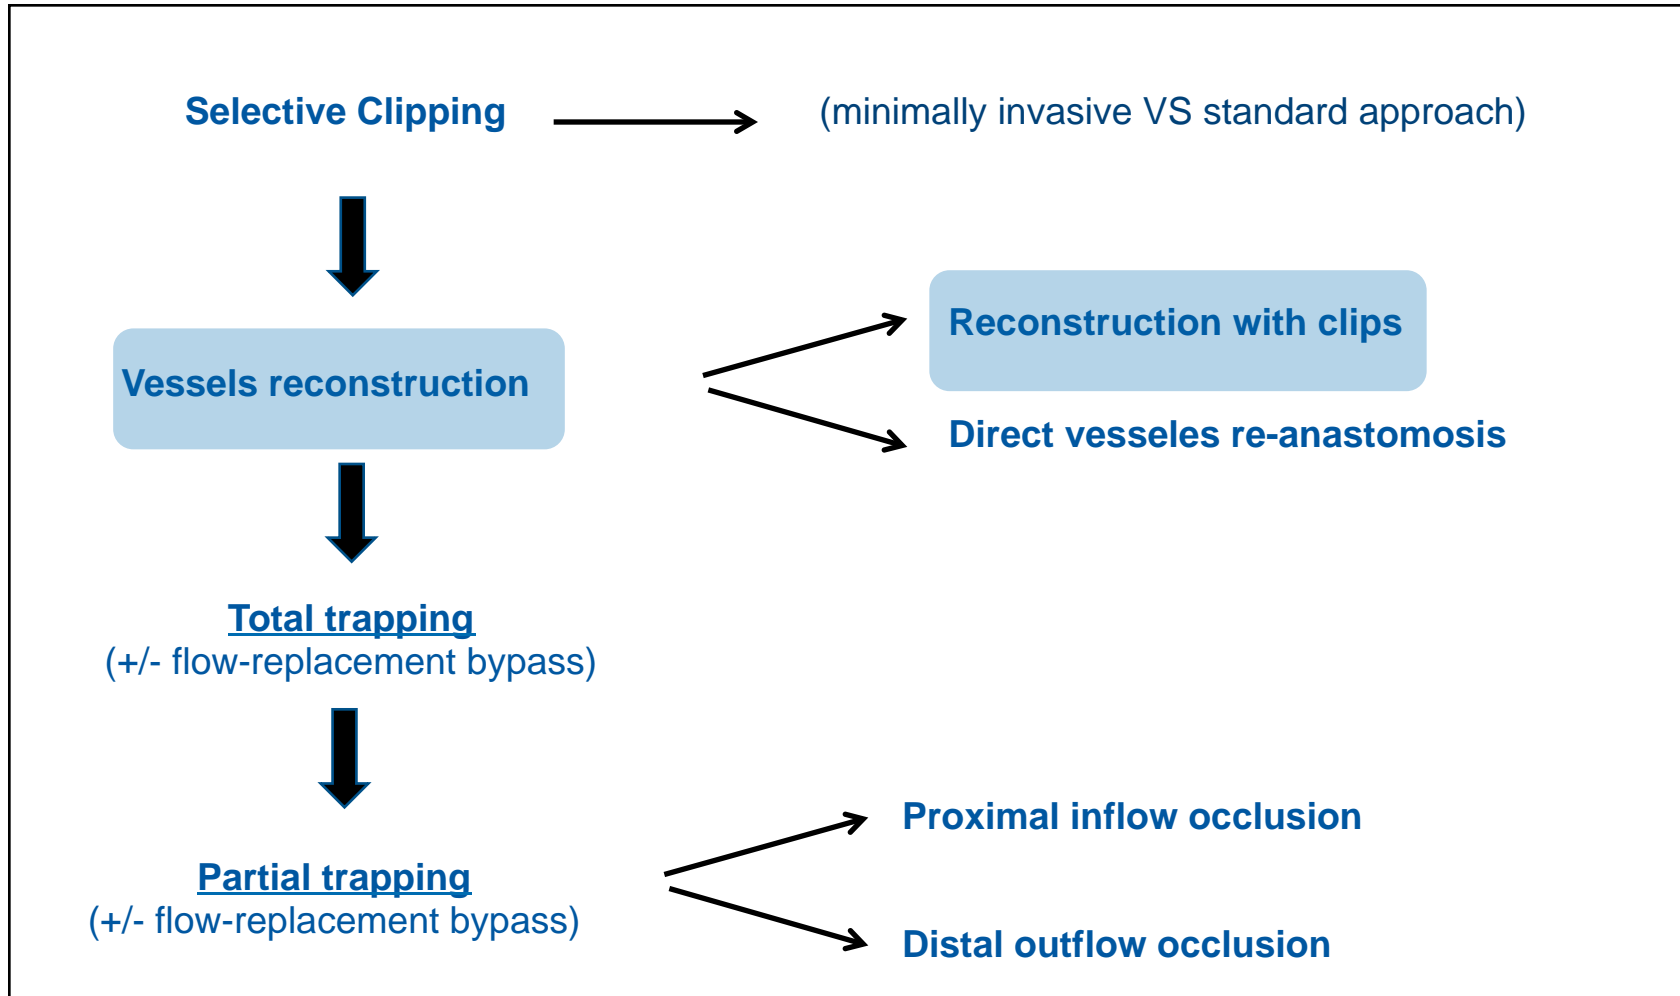 Selective Clipping
(minimally invasive VS standard approach)
Vessels reconstruction
Reconstruction with clips
Direct vesseles re-anastomosis
Total trapping
(+/- flow-replacement bypass)
Partial trapping
(+/- flow-replacement bypass)
Proximal inflow occlusion
Distal outflow occlusion